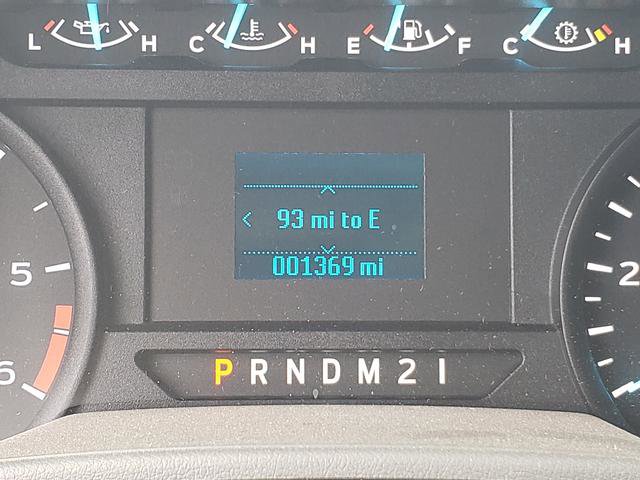 L H C H E F C H
93 mi to E
001369 mi
5
6
2
P R N D M 2 1